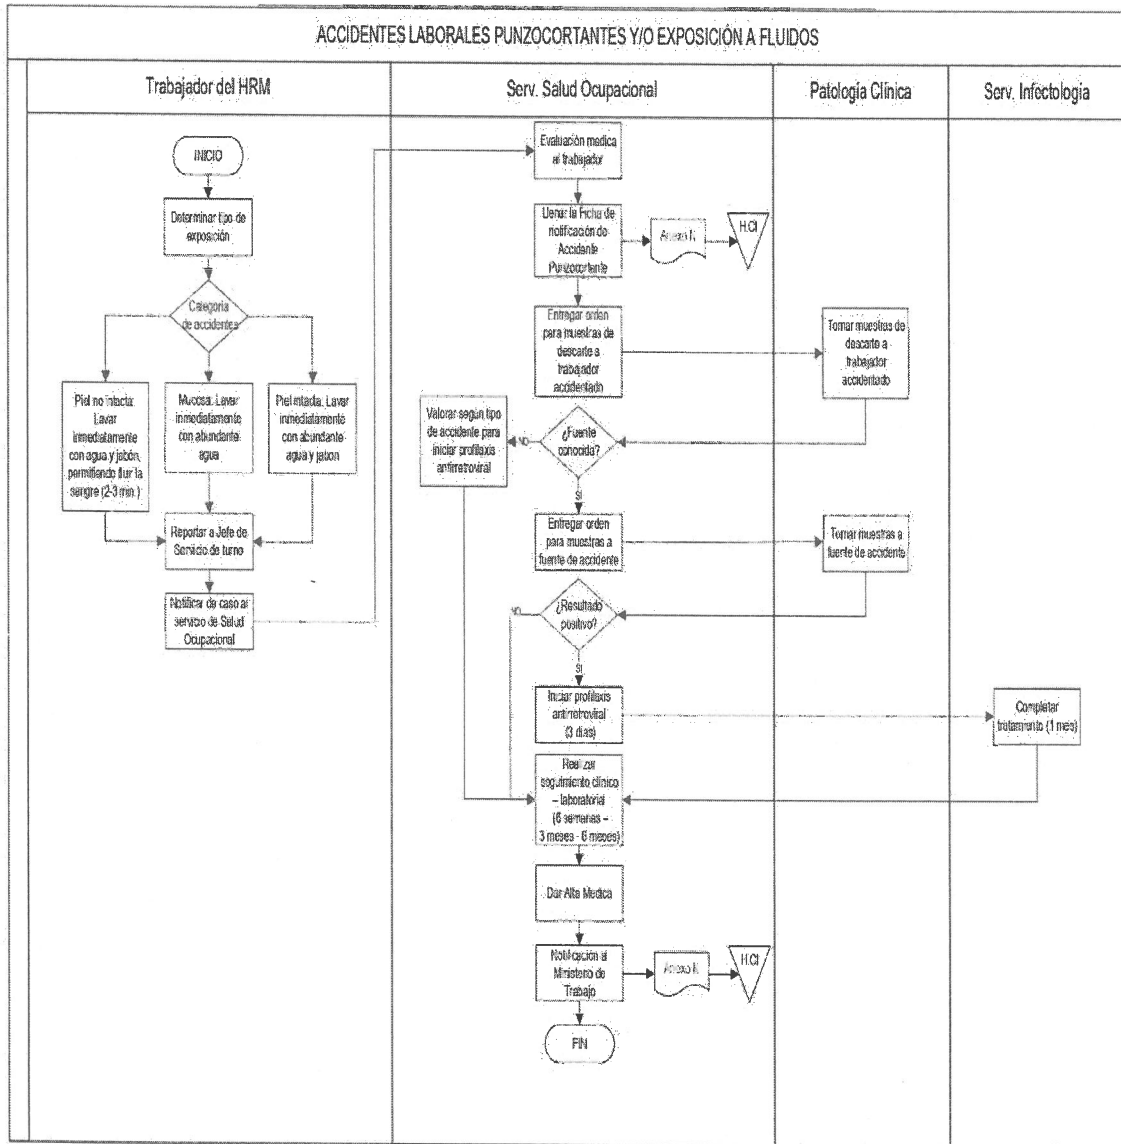 ACCIDENTES LABORALES PUNZOCORTANTES Y/O EXPOSICIÓN A FLUIDOS
Trabajador del HRM
Serv. Salud Ocupacional
Patología Clínica
Serv. Infectología
INICIO
Determinar tipo de
exposición
Categoría
de accidentes
Piel no intacta:
Lavar
inmediatamente
con agua y jabón,
permitiendo fluir la
sangre (2-3 min.)
Mucosa: Lavar
inmediatamente
con abundante
agua
Piel intacta: Lavar
inmediatamente
con abundante
agua y jabon
Reportar a Jefe de
Servicio de turno
Notificar de caso al
servicio de Salud
Ocupacional
Evaluación medica
al trabajador
Llenar la Ficha de
notificación de
Accidente
Punzocortante
Anexo
H.Cl
Entregar orden
para muestras de
descarte a
trabajador
accidentado
Tomar muestras de
descarte a
trabajador
accidentado
¿Fuente
conocida?
NO
Valorar según tipo
de accidente para
iniciar profilaxis
antirretroviral
SI
Entregar orden
para muestras a
fuente de accidente
Tomar muestras a
fuente de accidente
¿Resultado
positivo?
NO
SI
Iniciar profilaxis
antirretroviral
(3 días)
Completar
tratamiento (1 mes)
Realizar
seguimiento clínico
– laboratorial
(6 semanas –
3 meses - 6 meses)
Dar Alta Medica
Notificación al
Ministerio de
Trabajo
Anexo
H.Cl
FIN